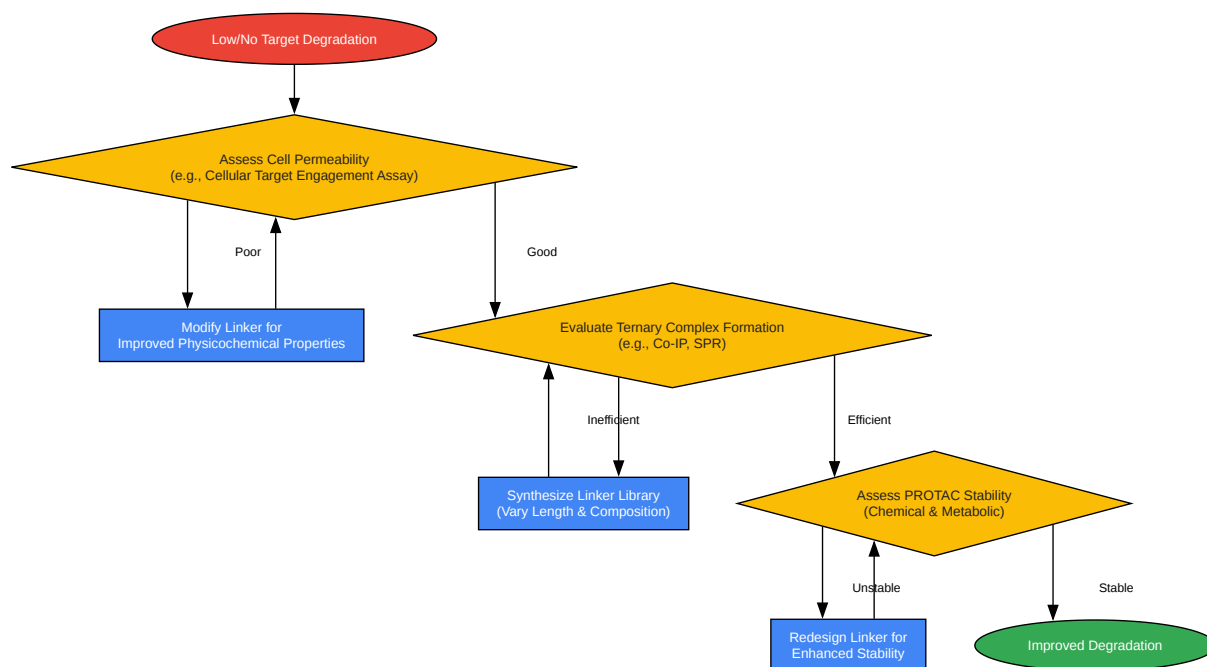 Low/No Target Degradation
Assess Cell Permeability
(e.g., Cellular Target Engagement Assay)
Poor
Good
Modify Linker for
Improved Physicochemical Properties
Evaluate Ternary Complex Formation
(e.g., Co-IP, SPR)
Inefficient
Efficient
Synthesize Linker Library
(Vary Length & Composition)
Assess PROTAC Stability
(Chemical & Metabolic)
Unstable
Stable
Redesign Linker for
Enhanced Stability
Improved Degradation